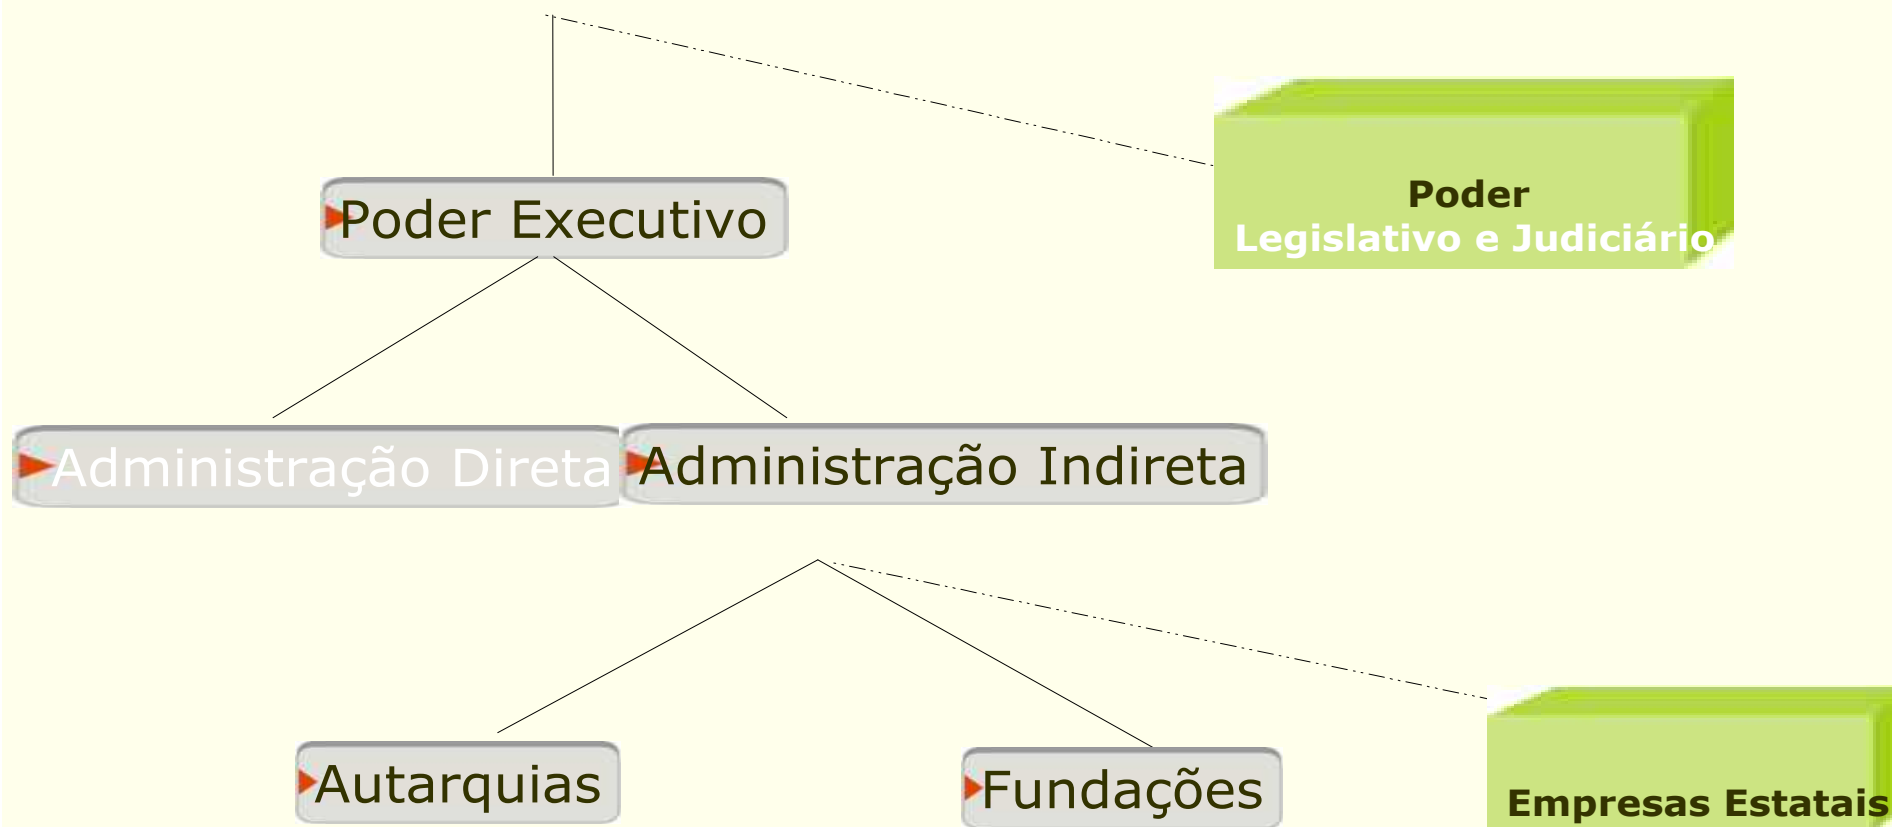 Poder
Legislativo e Judiciário
Poder Executivo
Administração Direta
Administração Indireta
Autarquias
Fundações
Empresas Estatais